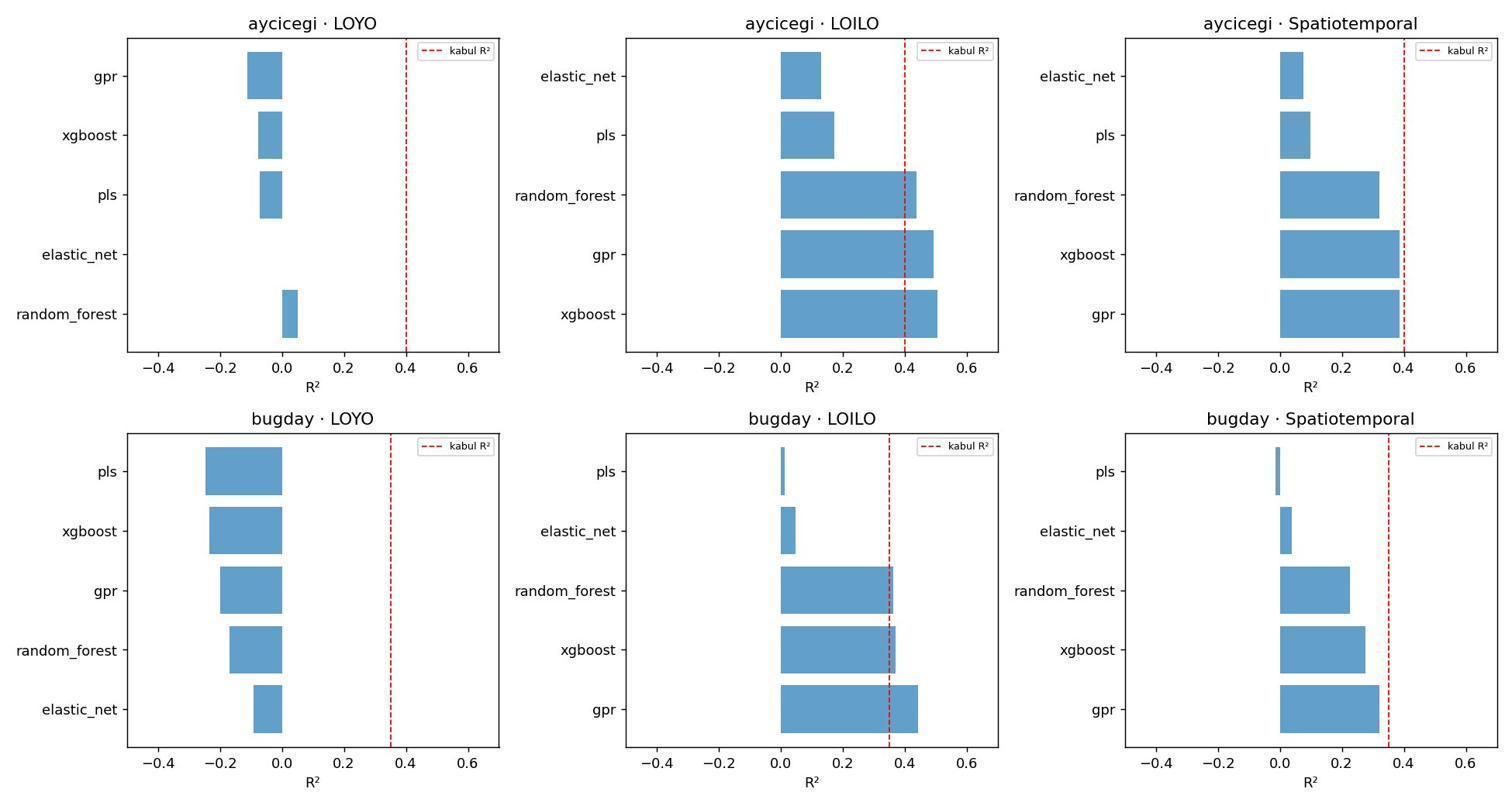 aycicegi · LOYO
kabul R²
gpr
xgboost
pls
elastic_net
random_forest
−0.4 −0.2 0.0 0.2 0.4 0.6
R²
aycicegi · LOILO
kabul R²
elastic_net
pls
random_forest
gpr
xgboost
−0.4 −0.2 0.0 0.2 0.4 0.6
R²
aycicegi · Spatiotemporal
kabul R²
elastic_net
pls
random_forest
xgboost
gpr
−0.4 −0.2 0.0 0.2 0.4 0.6
R²
bugday · LOYO
kabul R²
pls
xgboost
gpr
random_forest
elastic_net
−0.4 −0.2 0.0 0.2 0.4 0.6
R²
bugday · LOILO
kabul R²
pls
elastic_net
random_forest
xgboost
gpr
−0.4 −0.2 0.0 0.2 0.4 0.6
R²
bugday · Spatiotemporal
kabul R²
pls
elastic_net
random_forest
xgboost
gpr
−0.4 −0.2 0.0 0.2 0.4 0.6
R²